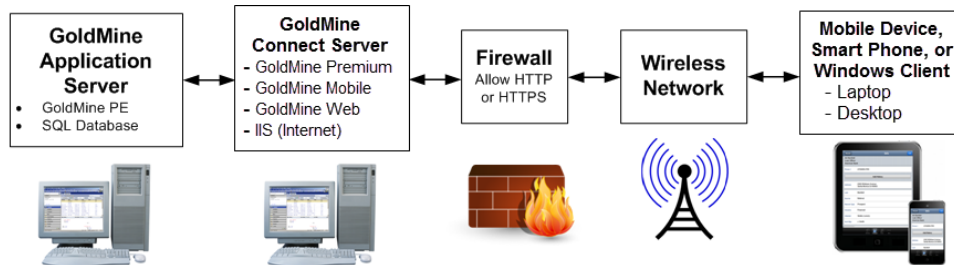 GoldMine
Application
Server
• GoldMine PE
• SQL Database
GoldMine
Connect Server
- GoldMine Premium
- GoldMine Mobile
- GoldMine Web
- IIS (Internet)
Firewall
Allow HTTP
or HTTPS
Wireless
Network
Mobile Device,
Smart Phone, or
Windows Client
- Laptop
- Desktop